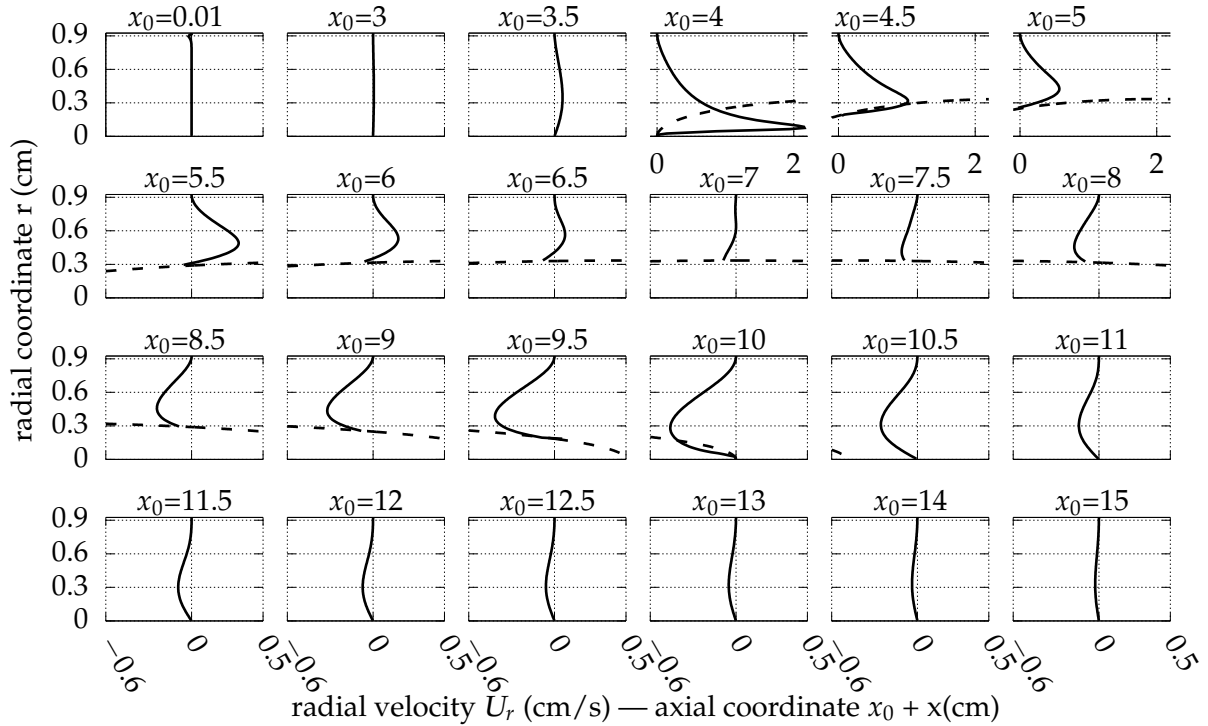 x₀=0.01 x₀=3 x₀=3.5 x₀=4 x₀=4.5 x₀=5
0.9
0.6
0.3
0
0 2 0 2 0 2
x₀=5.5 x₀=6 x₀=6.5 x₀=7 x₀=7.5 x₀=8
0.9
0.6
0.3
0
radial coordinate r (cm)
x₀=8.5 x₀=9 x₀=9.5 x₀=10 x₀=10.5 x₀=11
0.9
0.6
0.3
0
x₀=11.5 x₀=12 x₀=12.5 x₀=13 x₀=14 x₀=15
0.9
0.6
0.3
0
−0.6 0 0.5 −0.6 0 0.5 −0.6 0 0.5 −0.6 0 0.5 −0.6 0 0.5 −0.6 0 0.5
radial velocity Uᵣ (cm/s) — axial coordinate x₀ + x(cm)